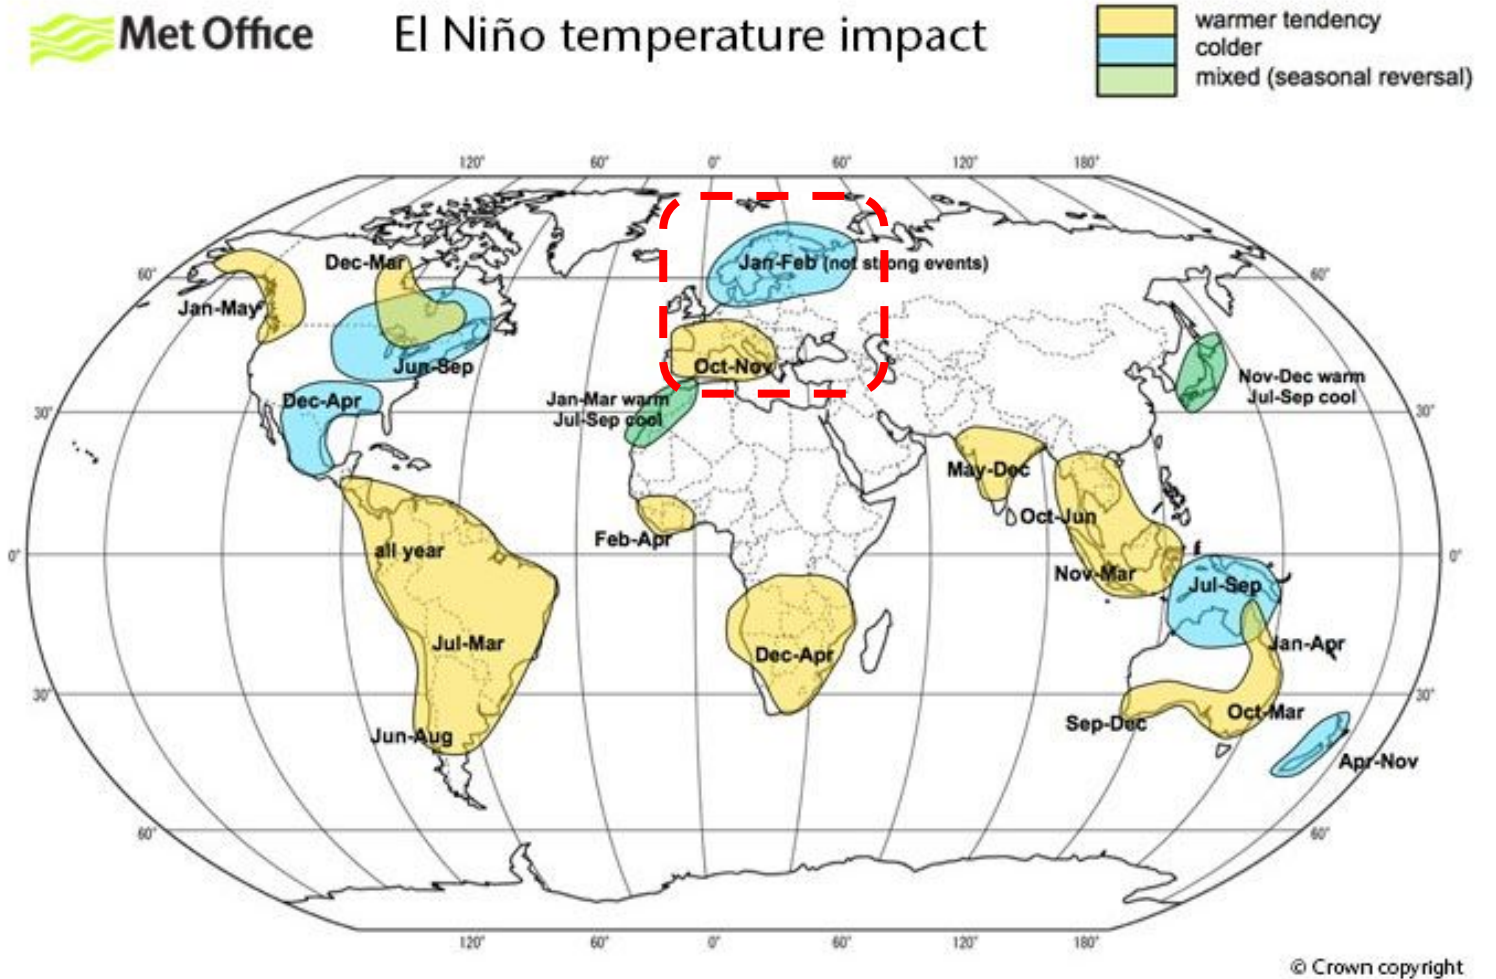 Met Office
El Niño temperature impact
warmer tendency
colder
mixed (seasonal reversal)
120° 60° 0° 60° 120° 180°
Dec-Mar
Jan-Feb (not strong events)
60° 60°
Jan-May
Jun-Sep
Oct-Nov
Nov-Dec warm
Jul-Sep cool
Dec-Apr
Jan-Mar warm
Jul-Sep cool
30° 30°
May-Dec
Oct-Jun
Feb-Apr
all year
0° 0°
Nov-Mar
Jul-Sep
Jul-Mar
Dec-Apr
Jan-Apr
30° 30°
Sep-Dec
Oct-Mar
Jun-Aug
Apr-Nov
60° 60°
120° 60° 0° 60° 120° 180°
© Crown copyright